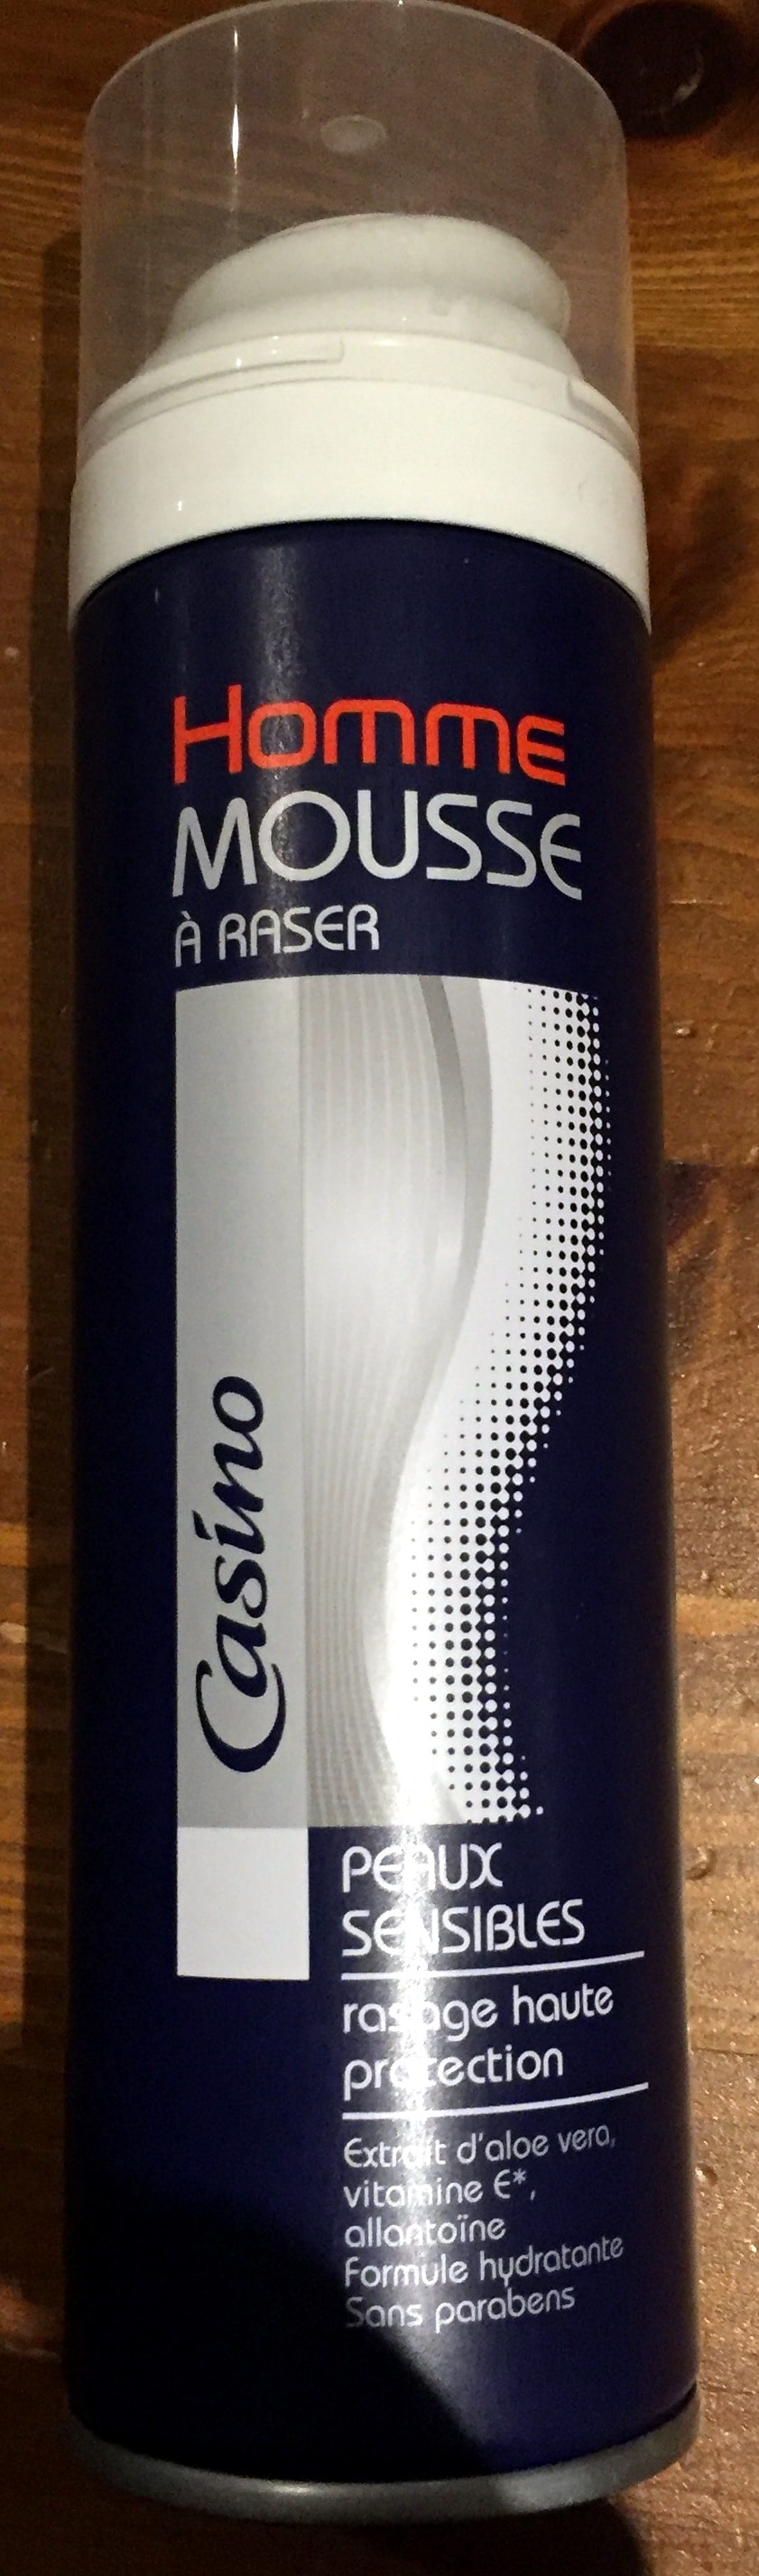 Homme
MOUSSE
À RASER
Casino
PEAUX
SENSIBLES
rasage haute
protection
Extrait d'aloe vera,
vitamine E*,
allantoïne
Formule hydratante
Sans parabens